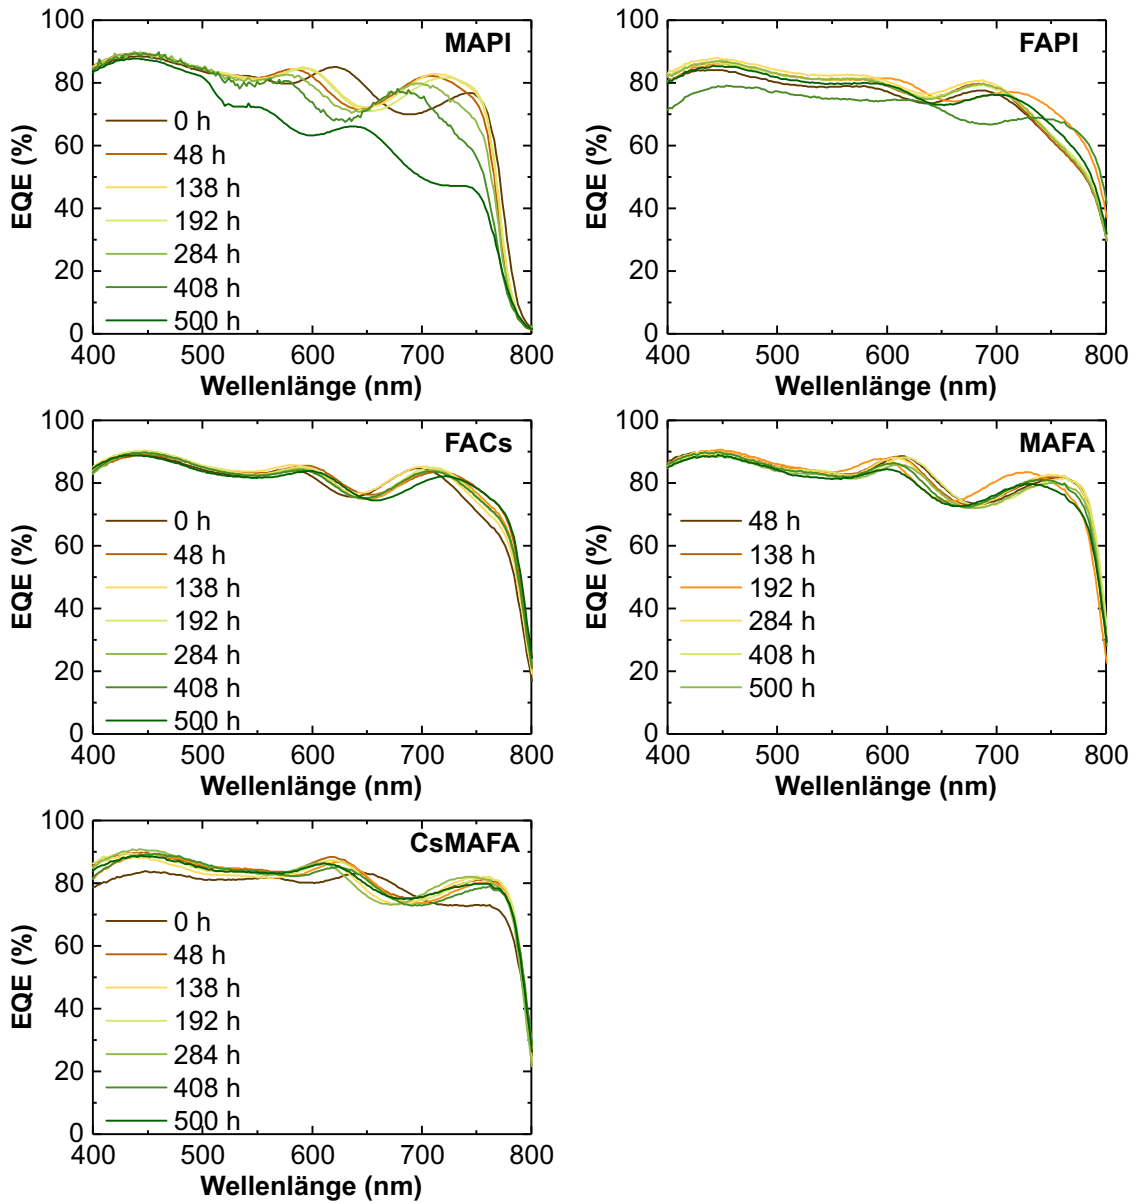 MAPI
100
80
60
40
20
0
EQE (%)
0 h
48 h
138 h
192 h
284 h
408 h
500 h
400 500 600 700 800
Wellenlänge (nm)
FAPI
100
80
60
40
20
0
EQE (%)
400 500 600 700 800
Wellenlänge (nm)
FACs
100
80
60
40
20
0
EQE (%)
0 h
48 h
138 h
192 h
284 h
408 h
500 h
400 500 600 700 800
Wellenlänge (nm)
MAFA
100
80
60
40
20
0
EQE (%)
48 h
138 h
192 h
284 h
408 h
500 h
400 500 600 700 800
Wellenlänge (nm)
CsMAFA
100
80
60
40
20
0
EQE (%)
0 h
48 h
138 h
192 h
284 h
408 h
500 h
400 500 600 700 800
Wellenlänge (nm)